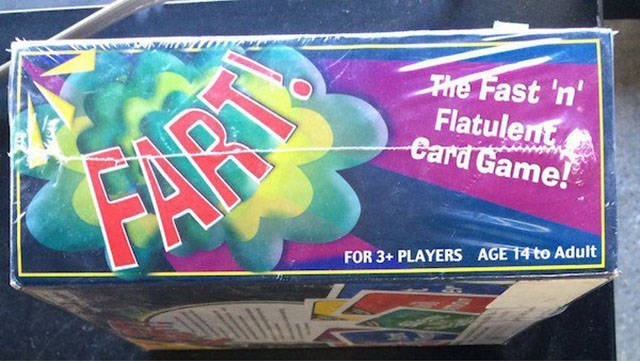 FART!
The Fast 'n'
Flatulent
Card Game!
FOR 3+ PLAYERS AGE 14 to Adult